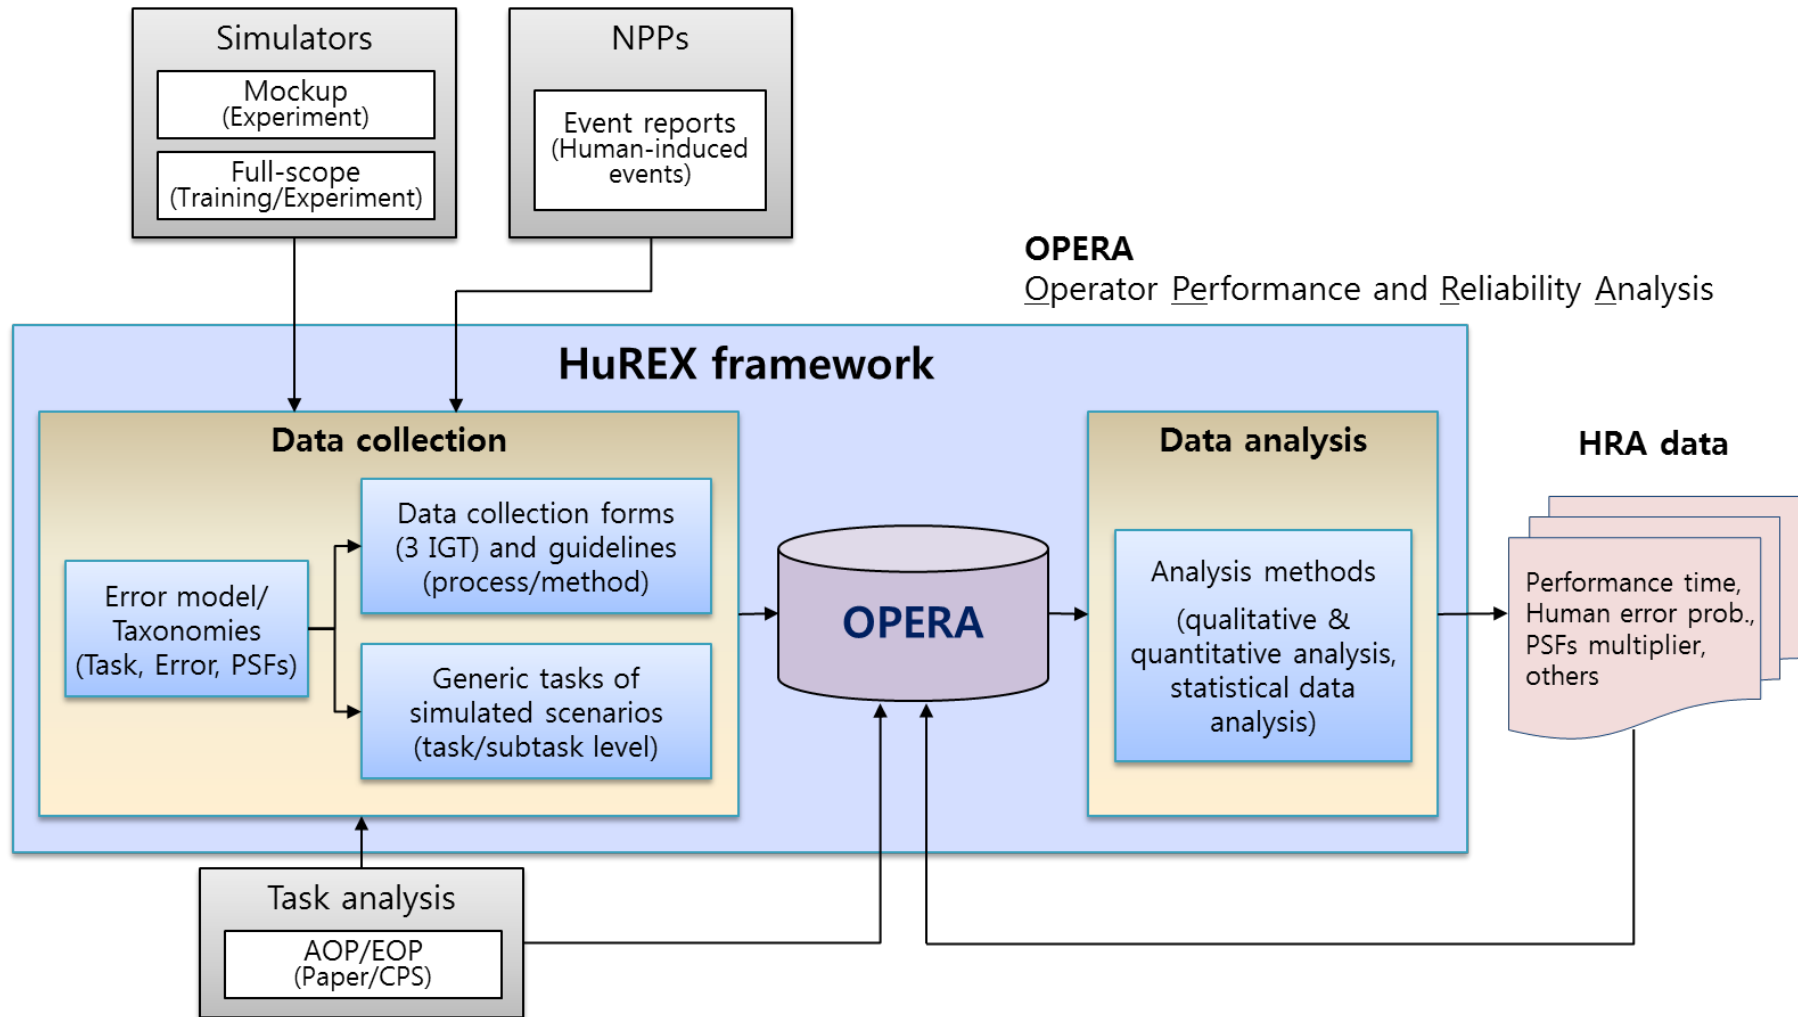 Simulators
Mockup
(Experiment)
Full-scope
(Training/Experiment)
NPPs
Event reports
(Human-induced
events)
OPERA
Operator Performance and Reliability Analysis
HuREX framework
Data collection
Error model/
Taxonomies
(Task, Error, PSFs)
Data collection forms
(3 IGT) and guidelines
(process/method)
Generic tasks of
simulated scenarios
(task/subtask level)
OPERA
Data analysis
Analysis methods
(qualitative &
quantitative analysis,
statistical data
analysis)
HRA data
Performance time,
Human error prob.,
PSFs multiplier,
others
Task analysis
AOP/EOP
(Paper/CPS)